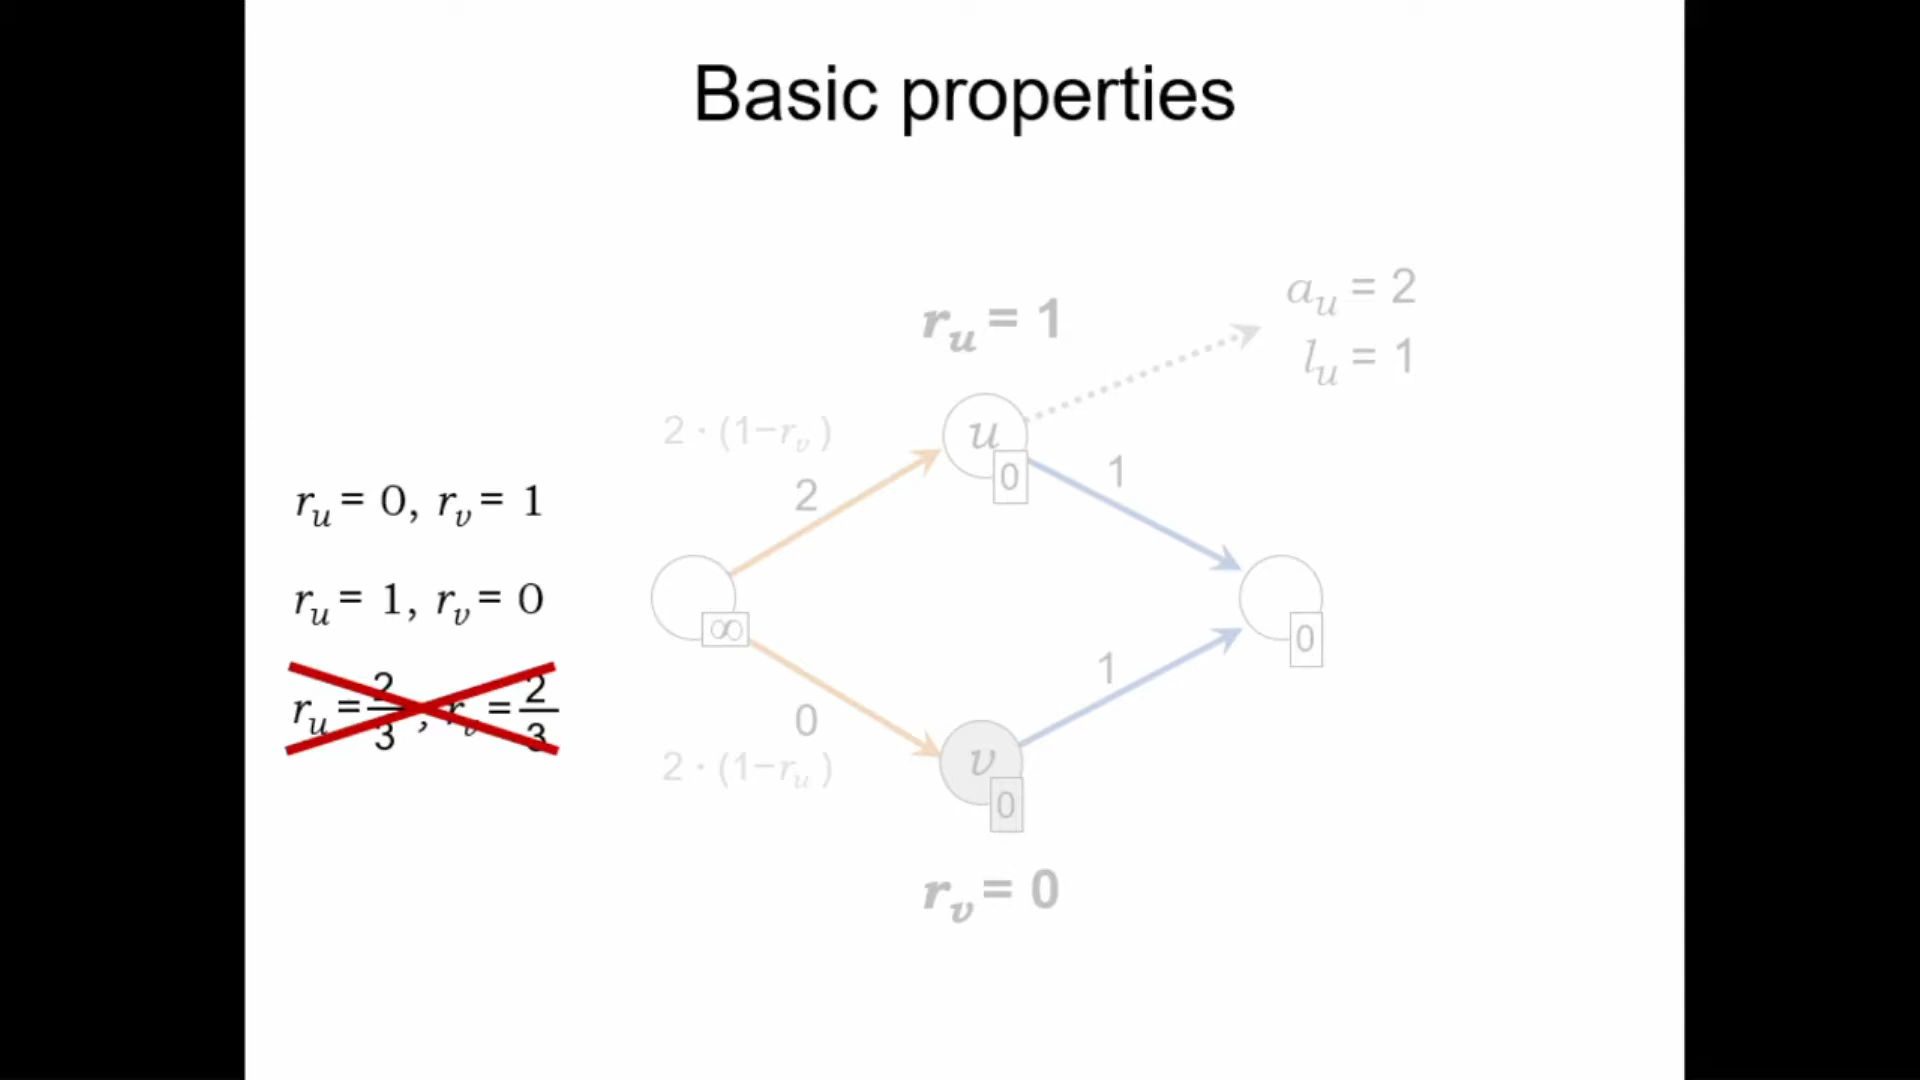 Basic properties
a_u = 2
r_u = 1
l_u = 1
2 · (1−r_v)
u
1
0
2
r_u = 0, r_v = 1
r_u = 1, r_v = 0
∞
0
1
r_u = 2/3, r_v = 2/3
0
v
2 · (1−r_u)
0
r_v = 0